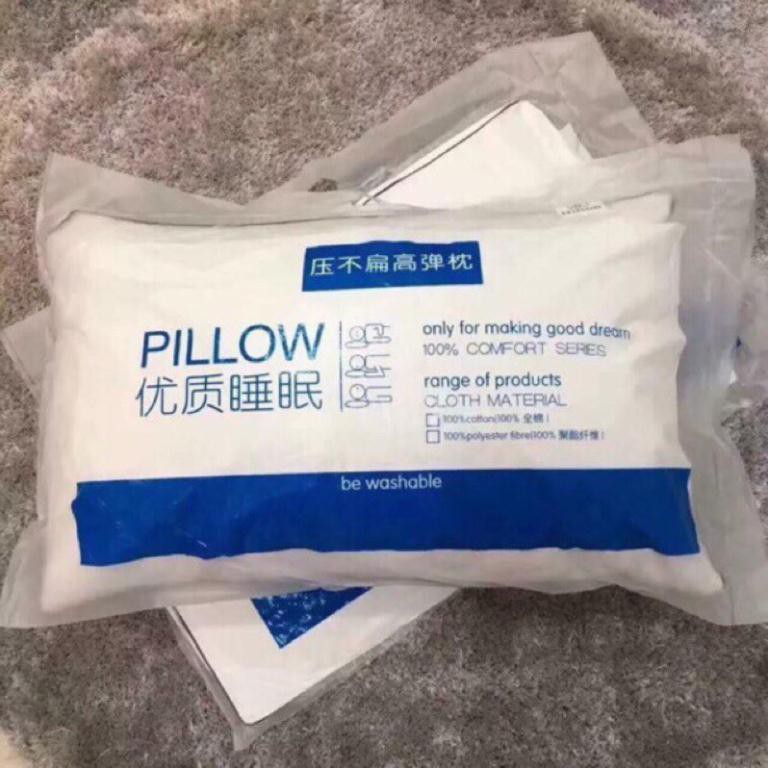 压不扁高弹枕
PILLOW
优质睡眠
only for making good dream
100% COMFORT SERIES
range of products
CLOTH MATERIAL
100%cotton(100% 全棉)
100%polyester fibre(100% 聚酯纤维)
be washable